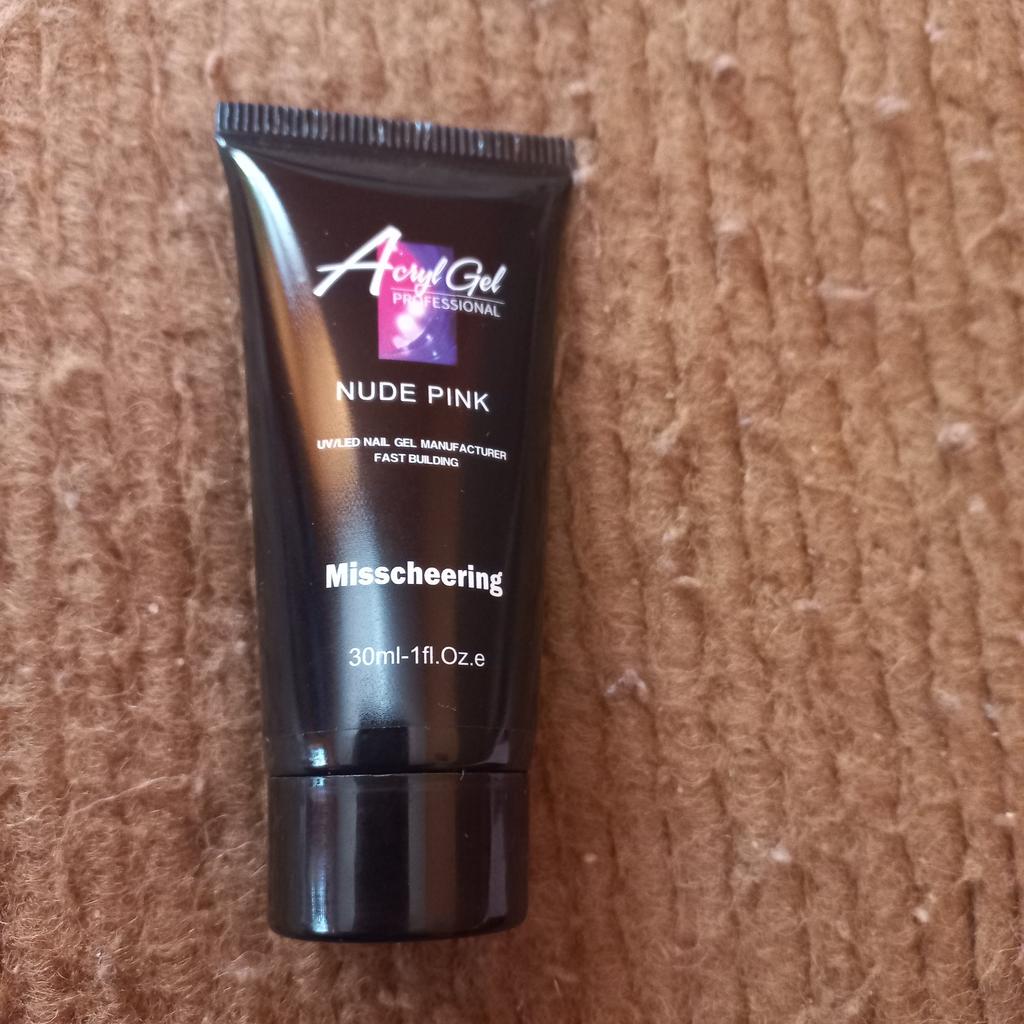 Acryl Gel
PROFESSIONAL
NUDE PINK
UV/LED NAIL GEL MANUFACTURER
FAST BUILDING
Misscheering
30ml-1fl.Oz.e